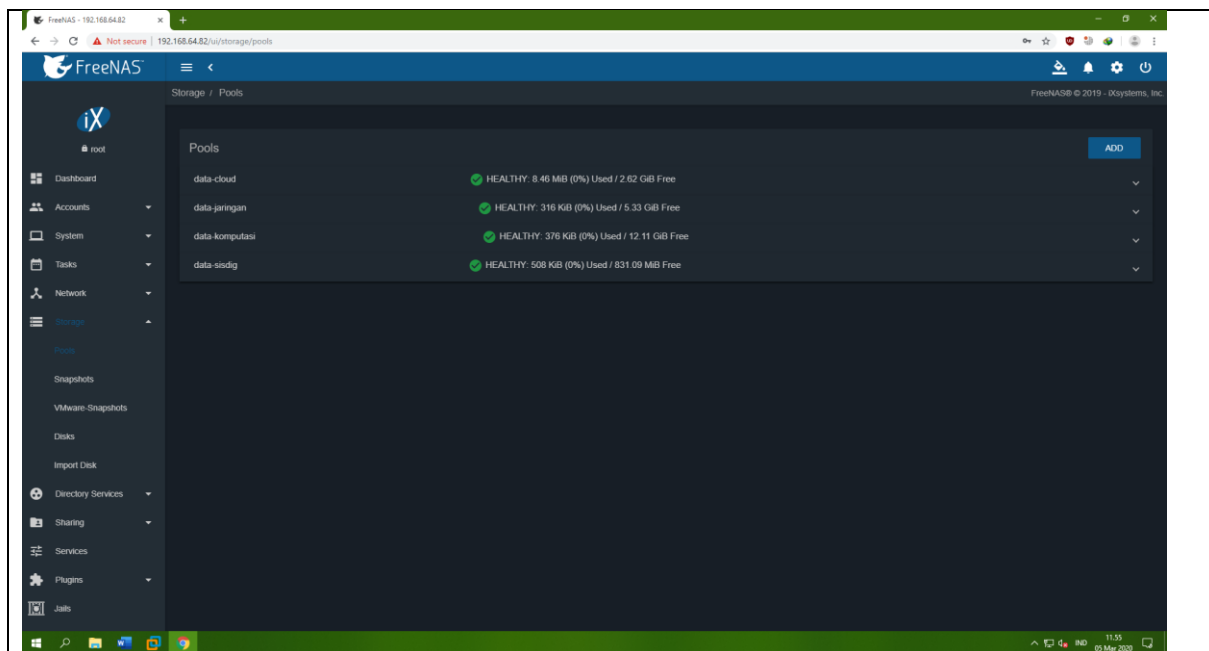 FreeNAS - 192.168.64.82
Not secure | 192.168.64.82/ui/storage/pools
FreeNAS
Storage / Pools
FreeNAS® © 2019 - iXsystems, Inc.
iX
root
Pools
ADD
Dashboard
data-cloud HEALTHY: 8.46 MiB (0%) Used / 2.62 GiB Free
Accounts
data-jaringan HEALTHY: 316 KiB (0%) Used / 5.33 GiB Free
System
data-komputasi HEALTHY: 376 KiB (0%) Used / 12.11 GiB Free
Tasks
data-sisdig HEALTHY: 508 KiB (0%) Used / 831.09 MiB Free
Network
Storage
Pools
Snapshots
VMware-Snapshots
Disks
Import Disk
Directory Services
Sharing
Services
Plugins
Jails
IND
11.55
05 Mar 2020